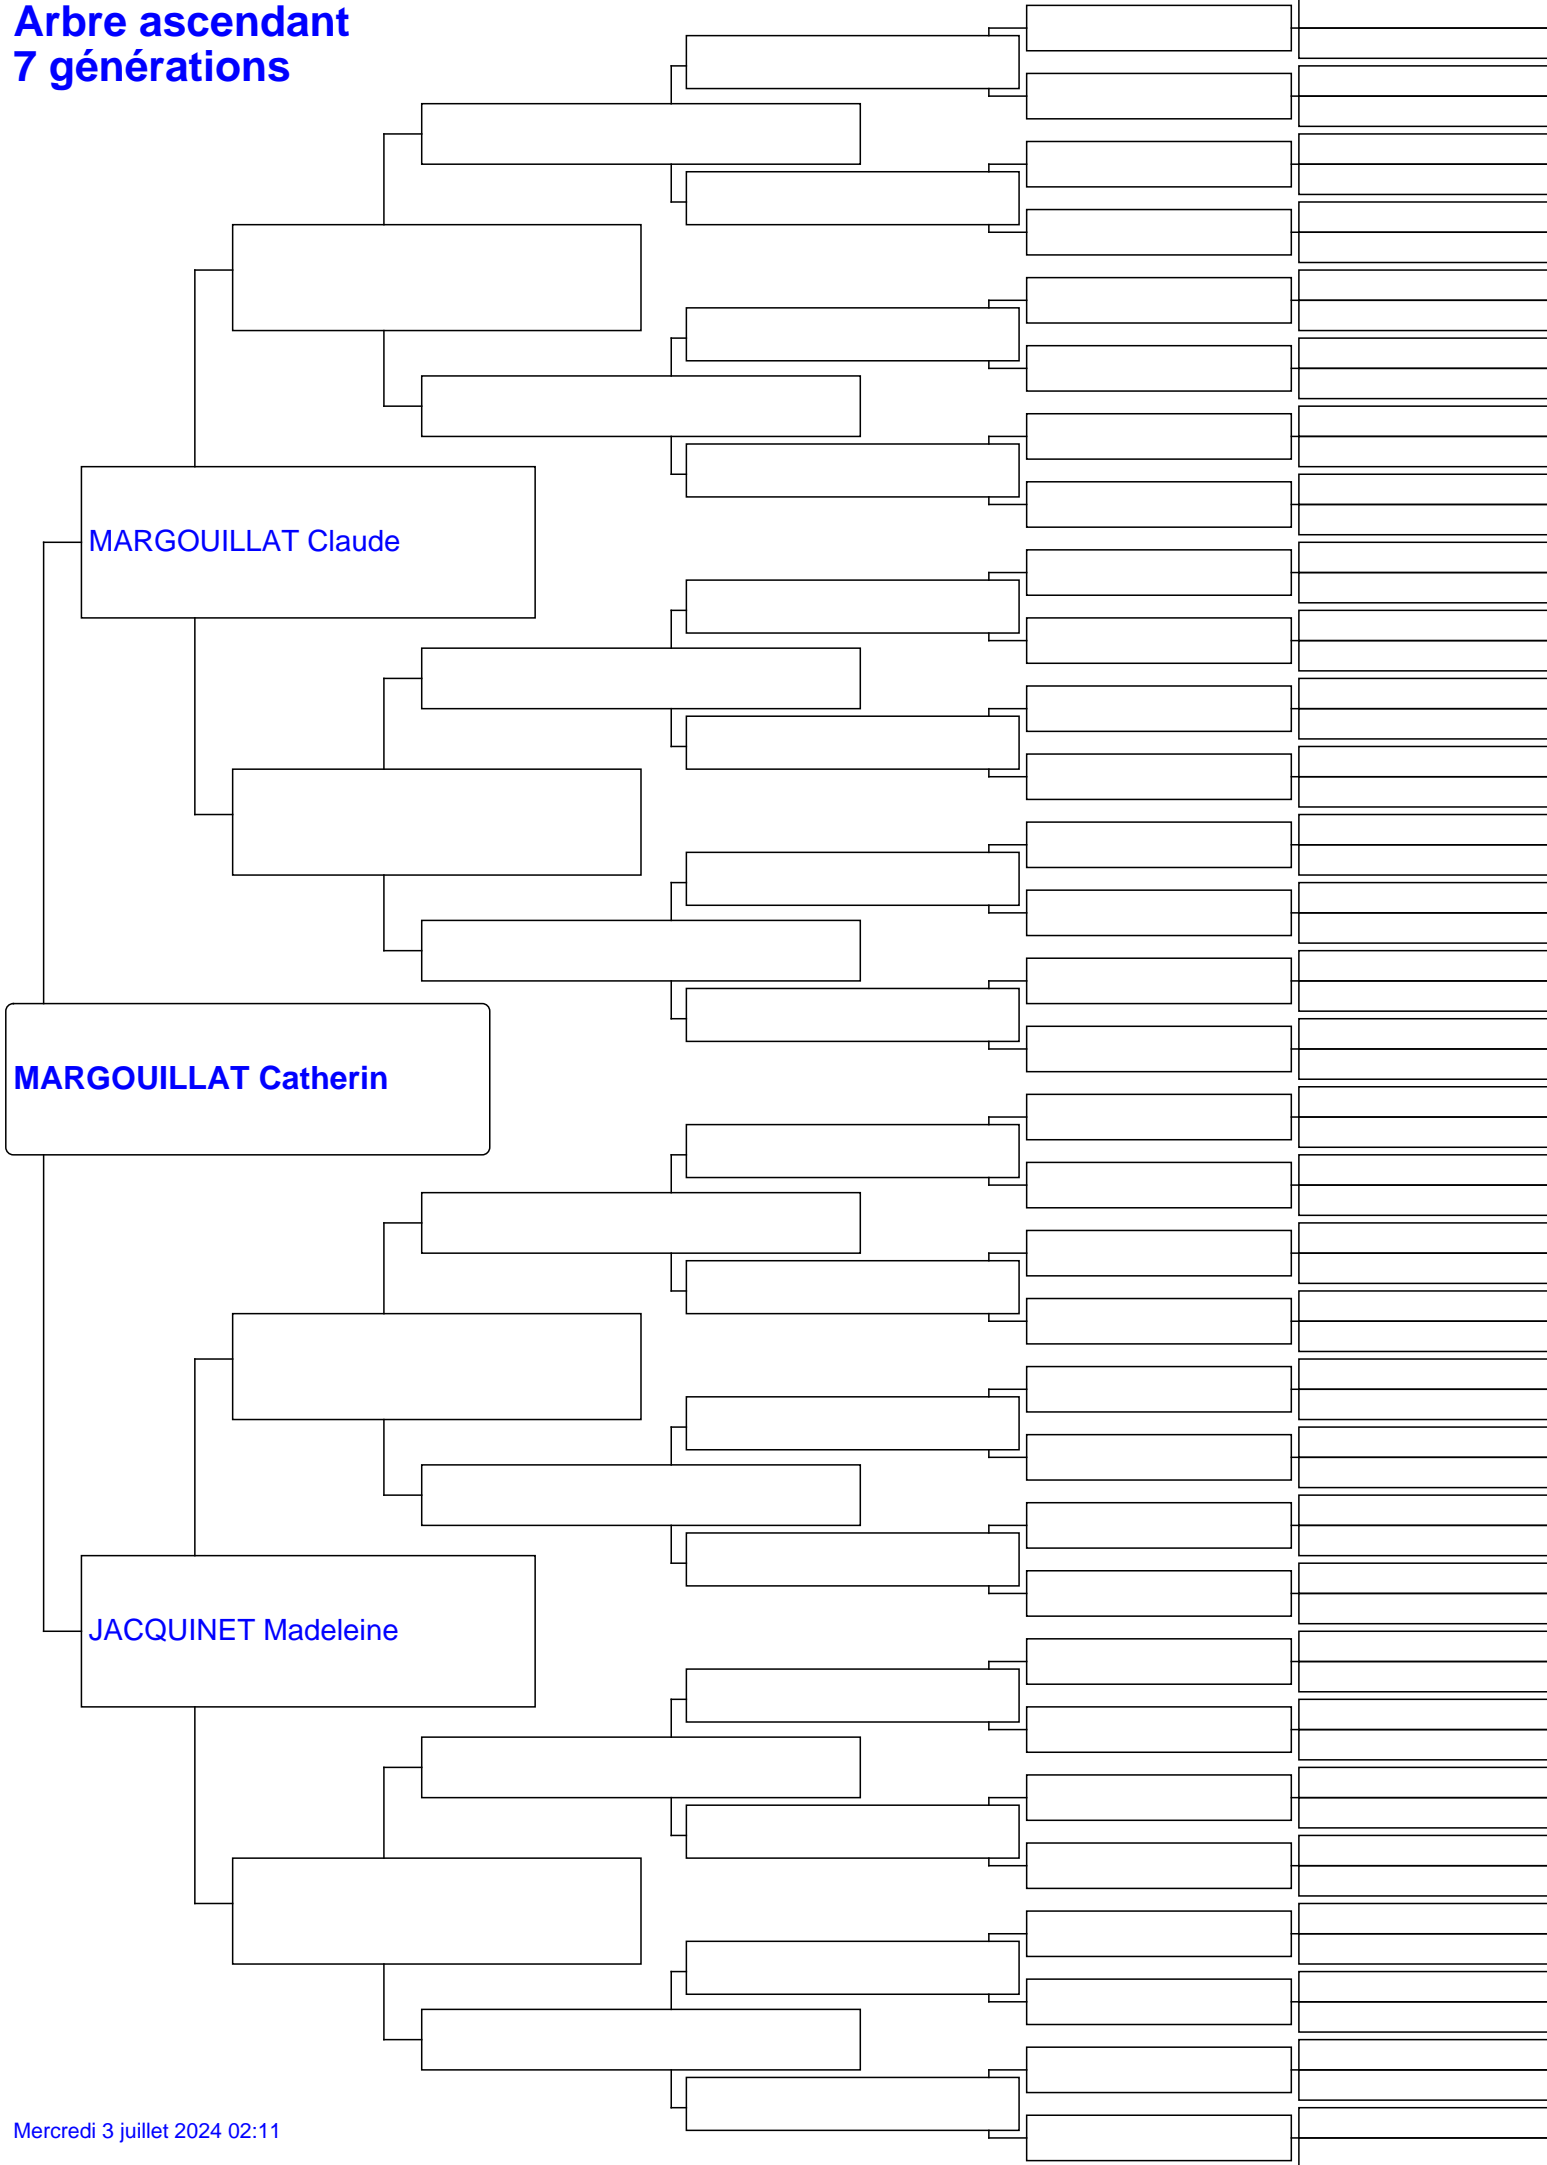 Arbre ascendant
7 générations
MARGOUILLAT Claude
MARGOUILLAT Catherin
JACQUINET Madeleine
Mercredi 3 juillet 2024 02:11